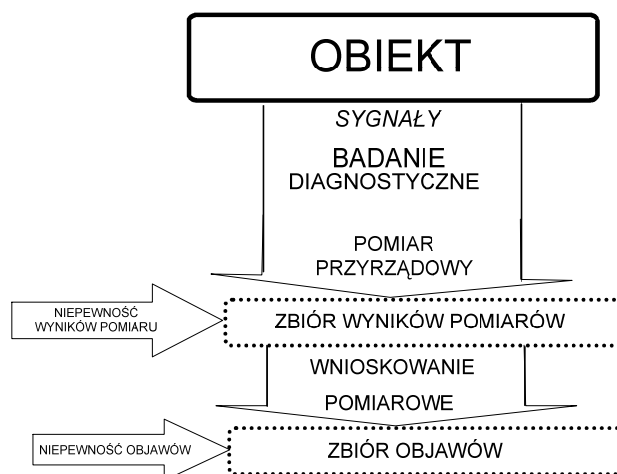 OBIEKT
SYGNAŁY
BADANIE
DIAGNOSTYCZNE
POMIAR
PRZYRZĄDOWY
NIEPEWNOŚĆ
WYNIKÓW POMIARU
ZBIÓR WYNIKÓW POMIARÓW
WNIOSKOWANIE
POMIAROWE
NIEPEWNOŚĆ OBJAWÓW
ZBIÓR OBJAWÓW